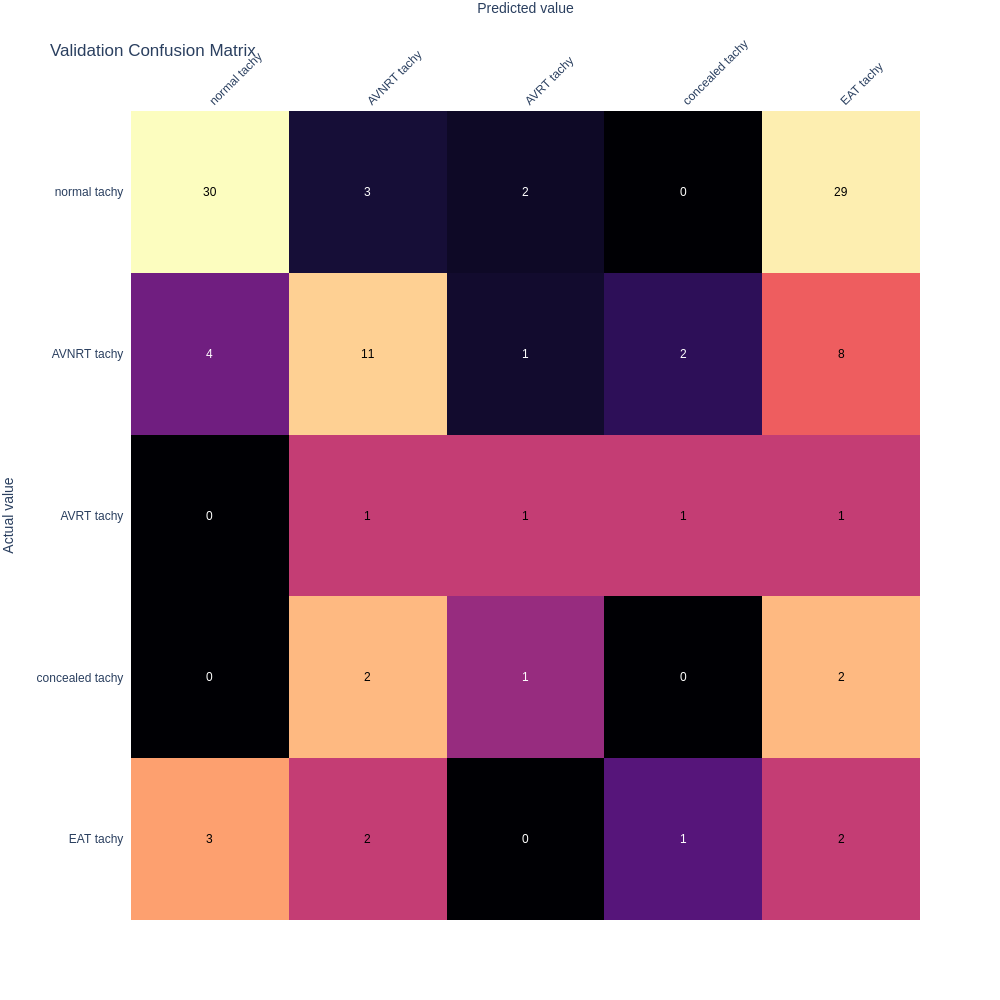 Predicted value
Validation Confusion Matrix
normal tachy
AVNRT tachy
AVRT tachy
concealed tachy
EAT tachy
normal tachy
30
3
2
0
29
AVNRT tachy
4
11
1
2
8
Actual value
AVRT tachy
0
1
1
1
1
concealed tachy
0
2
1
0
2
EAT tachy
3
2
0
1
2